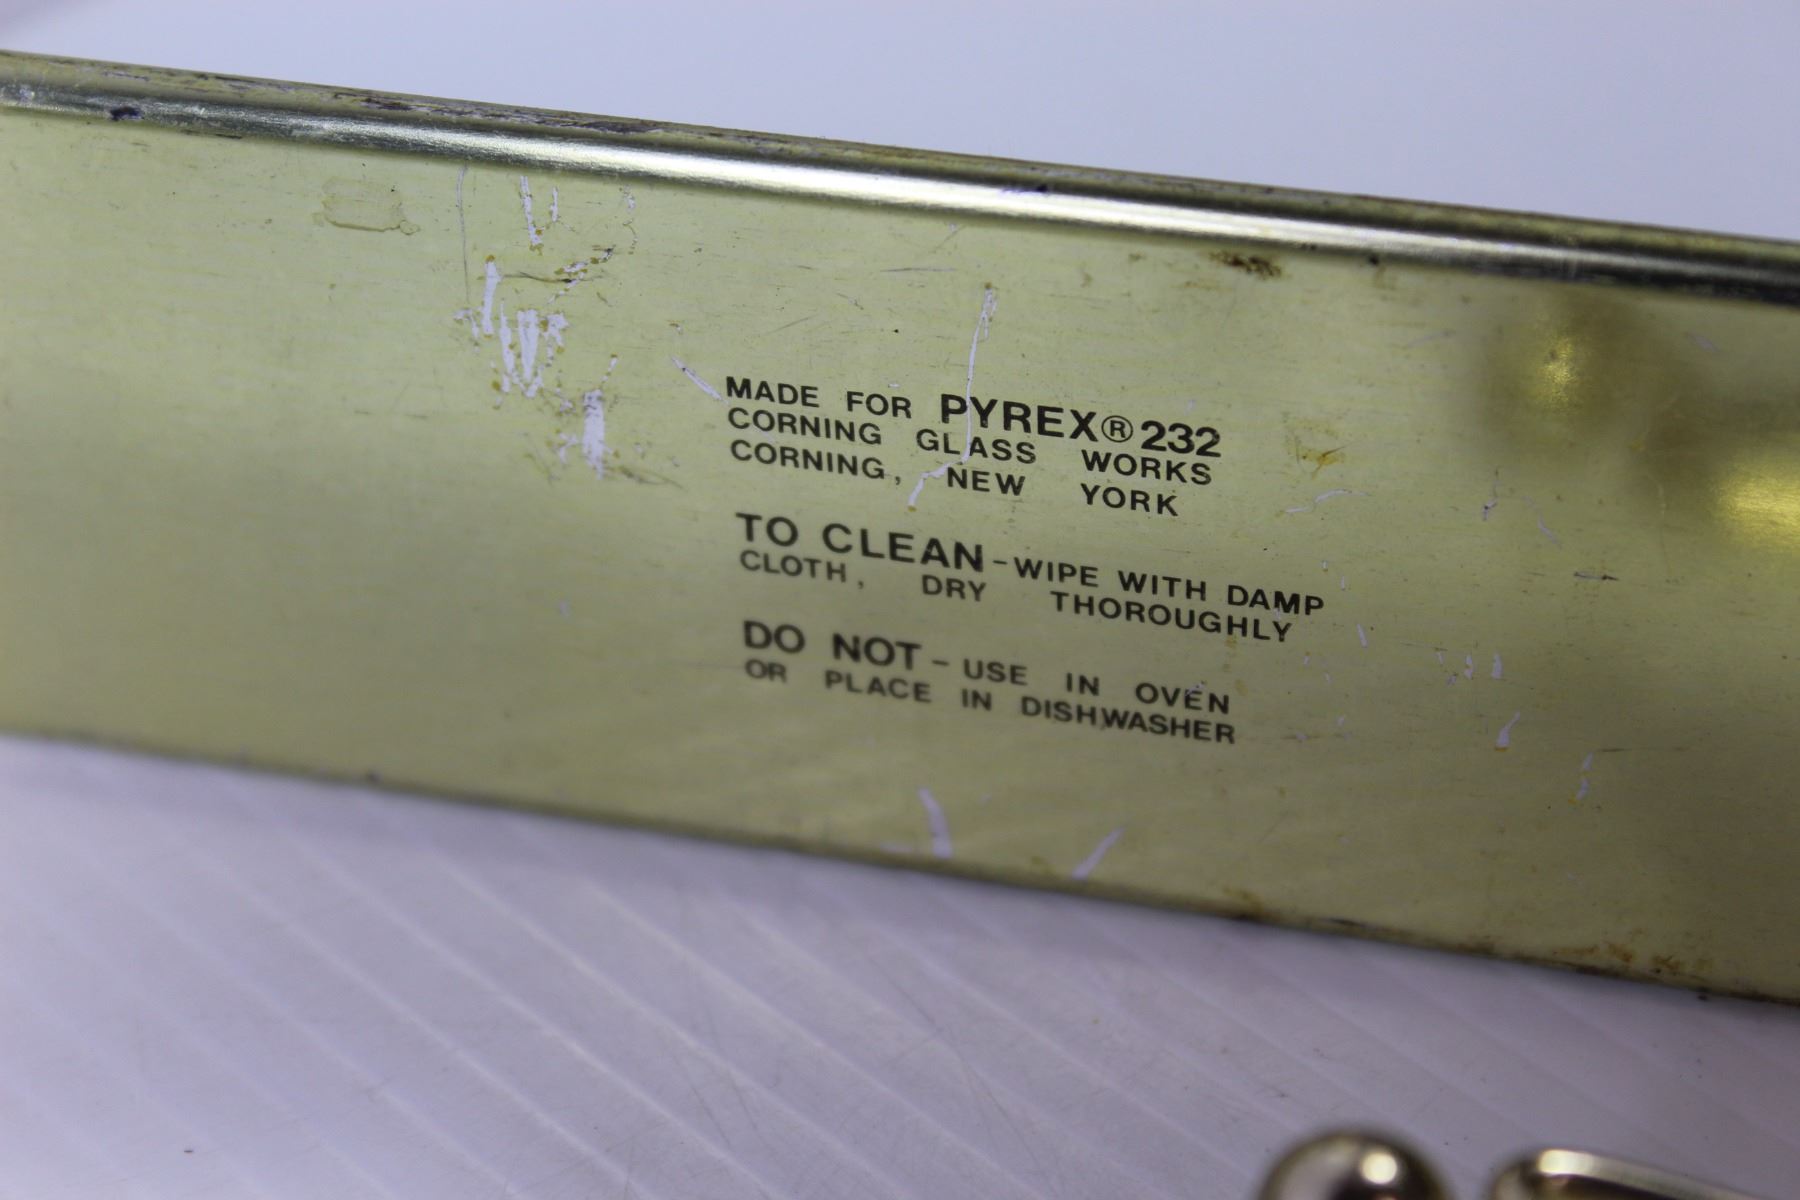 MADE FOR PYREX® 232
CORNING GLASS WORKS
CORNING, NEW YORK
TO CLEAN - WIPE WITH DAMP
CLOTH, DRY THOROUGHLY
DO NOT - USE IN OVEN
OR PLACE IN DISHWASHER